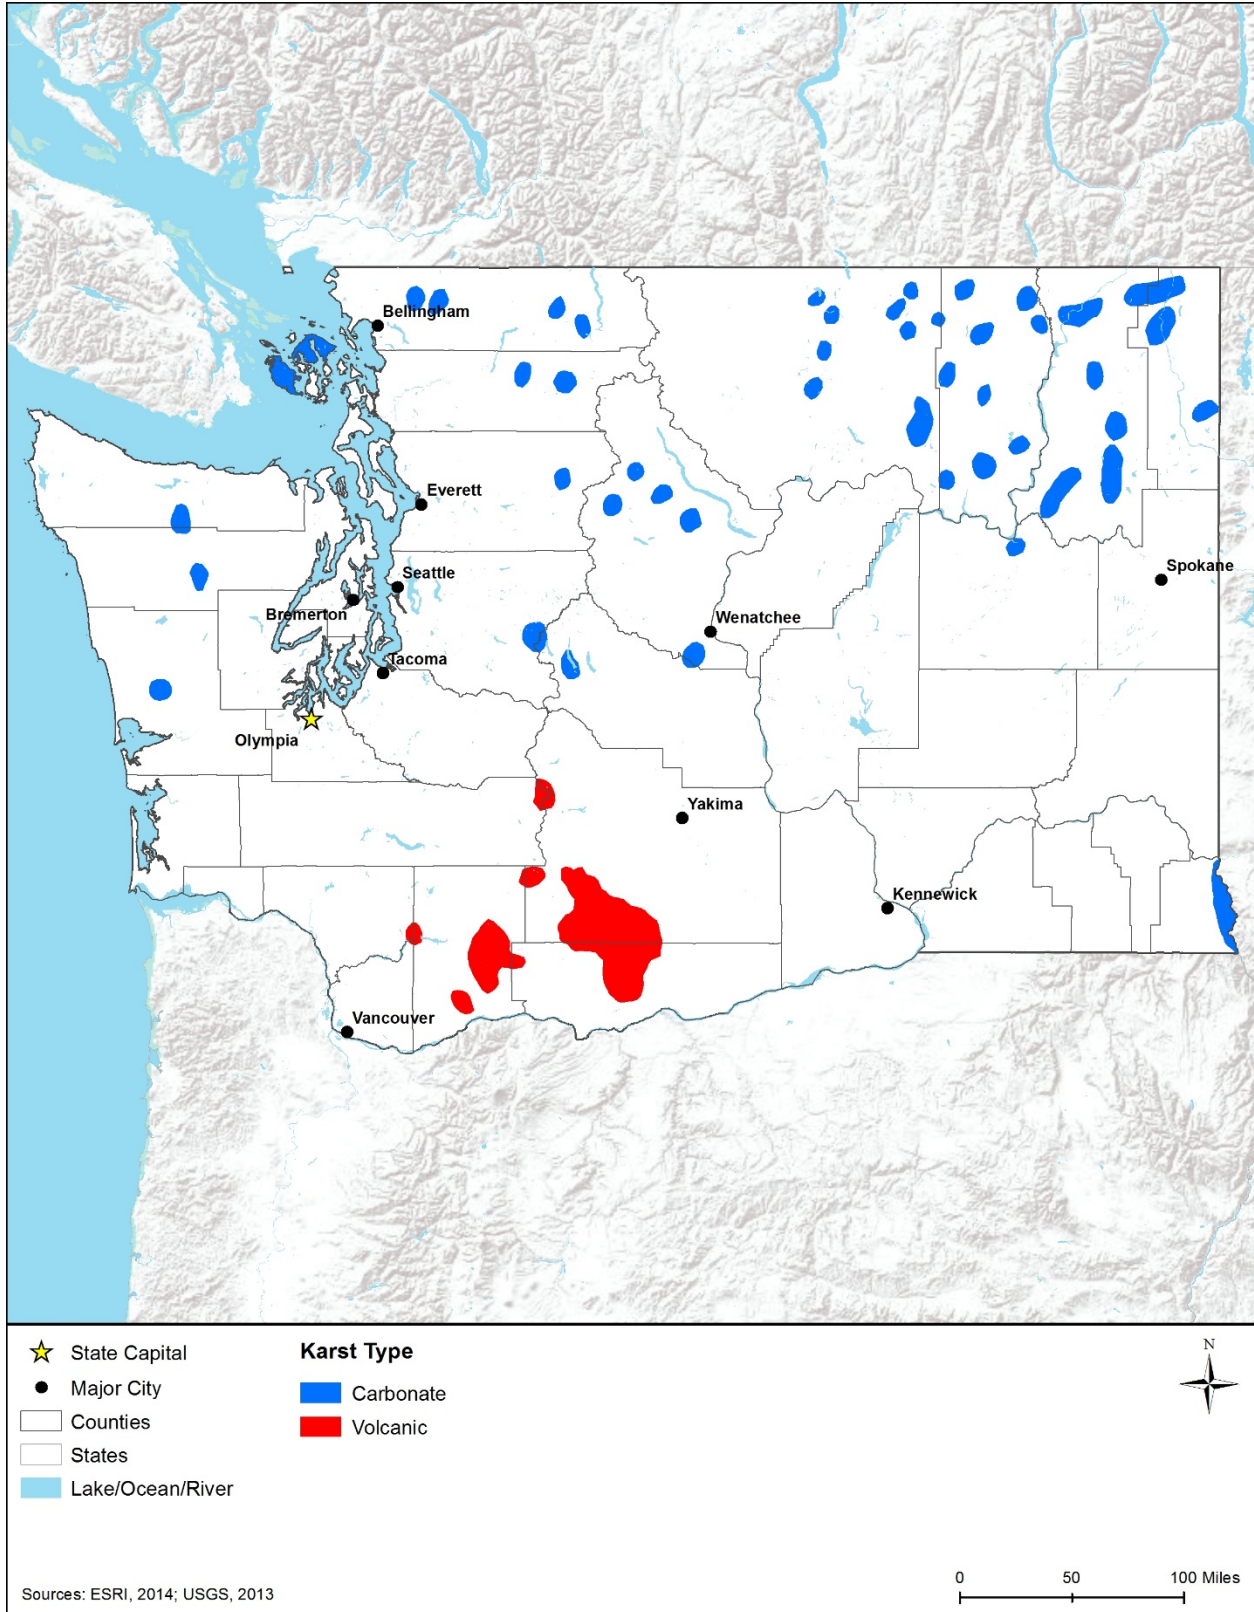 Bellingham
Everett
Seattle
Bremerton
Spokane
Wenatchee
Tacoma
Olympia
Yakima
Kennewick
Vancouver
State Capital
Major City
Counties
States
Lake/Ocean/River
Karst Type
Carbonate
Volcanic
N
Sources: ESRI, 2014; USGS, 2013
0 50 100 Miles